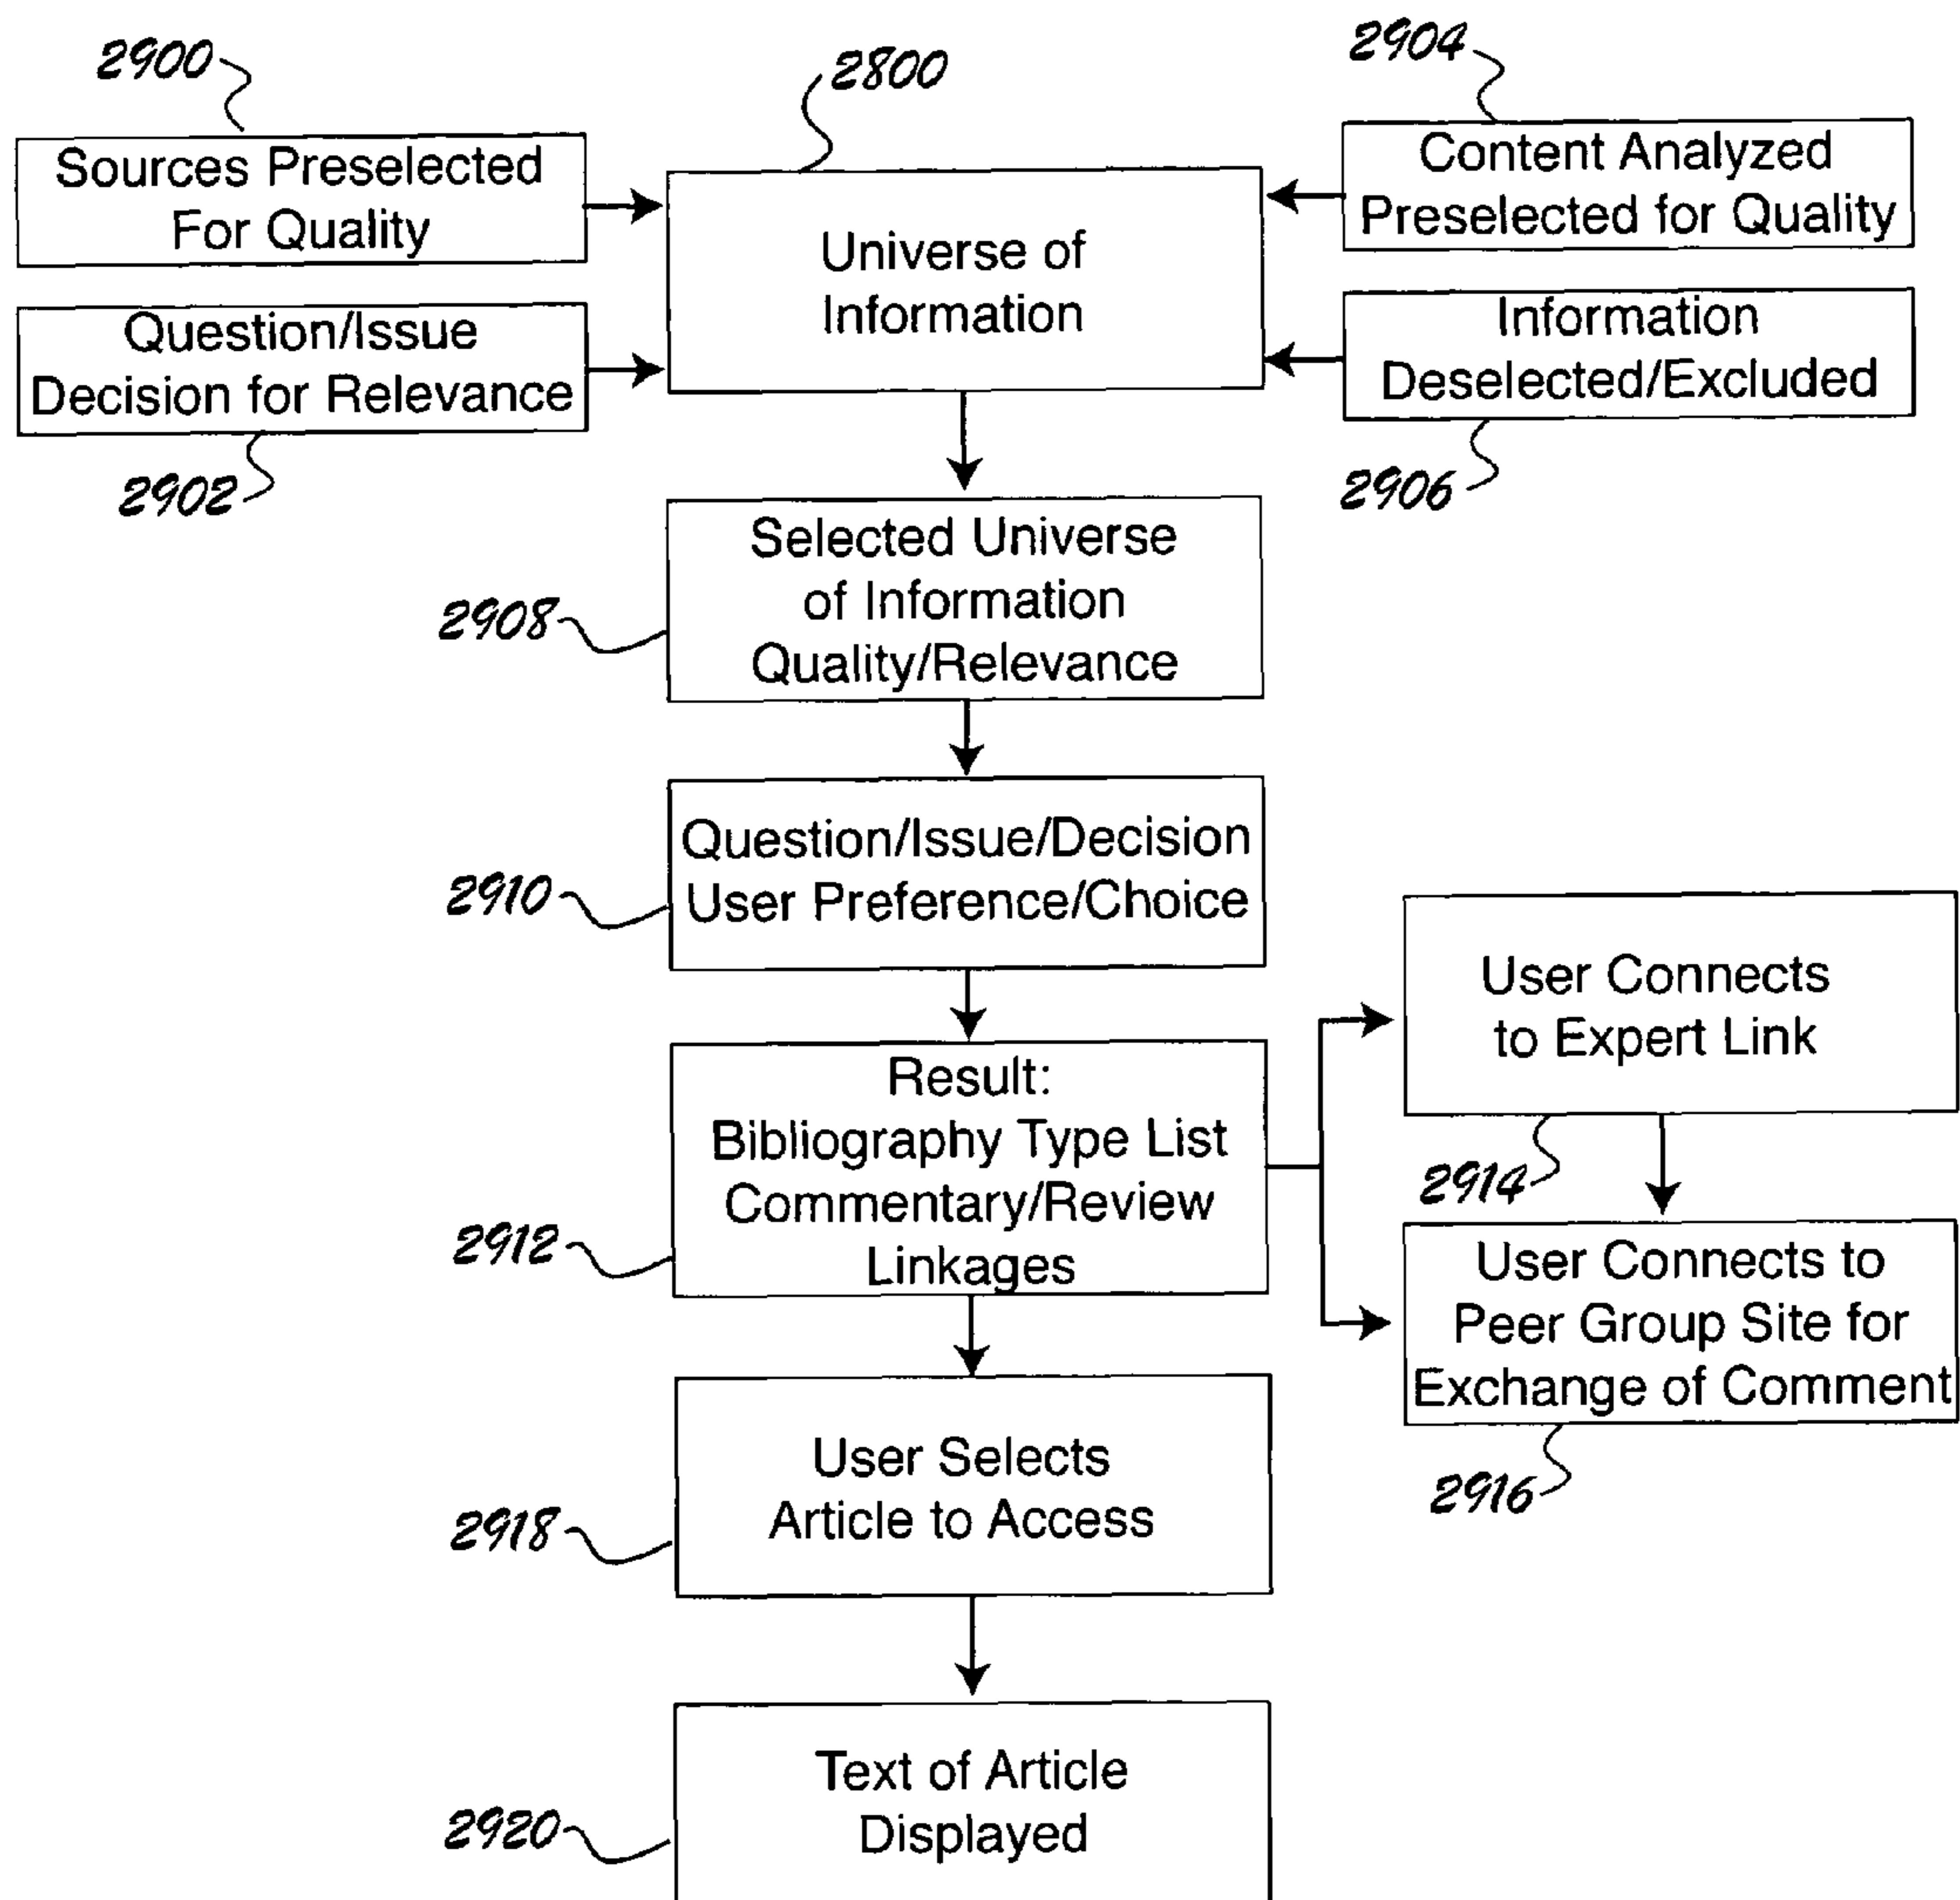 2900
2800
2904
Sources Preselected
For Quality
Universe of
Information
Content Analyzed
Preselected for Quality
Question/Issue
Decision for Relevance
Information
Deselected/Excluded
2902
2906
Selected Universe
of Information
Quality/Relevance
2908
Question/Issue/Decision
User Preference/Choice
2910
Result:
Bibliography Type List
Commentary/Review
Linkages
2912
User Connects
to Expert Link
2914
User Connects to
Peer Group Site for
Exchange of Comment
2916
User Selects
Article to Access
2918
Text of Article
Displayed
2920